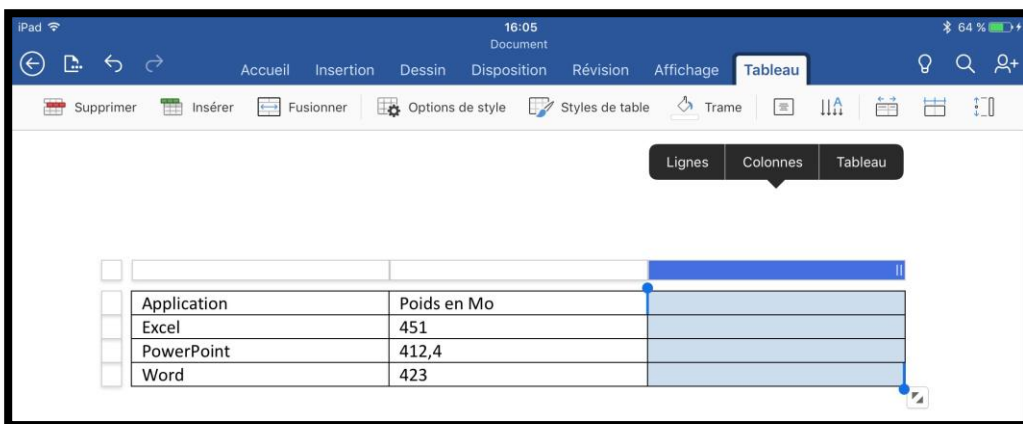 iPad 16:05 64 %
Document
Accueil Insertion Dessin Disposition Révision Affichage Tableau
Supprimer Insérer Fusionner Options de style Styles de table Trame
Lignes Colonnes Tableau
Application Poids en Mo
Excel 451
PowerPoint 412,4
Word 423